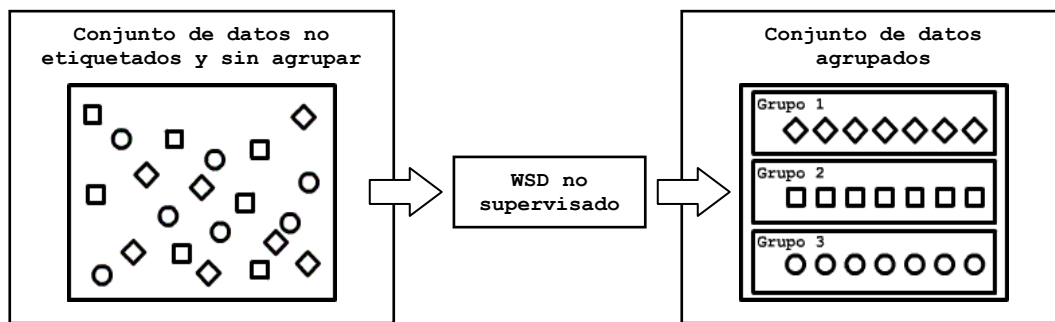 Conjunto de datos no
etiquetados y sin agrupar
WSD no
supervisado
Conjunto de datos
agrupados
Grupo 1
Grupo 2
Grupo 3